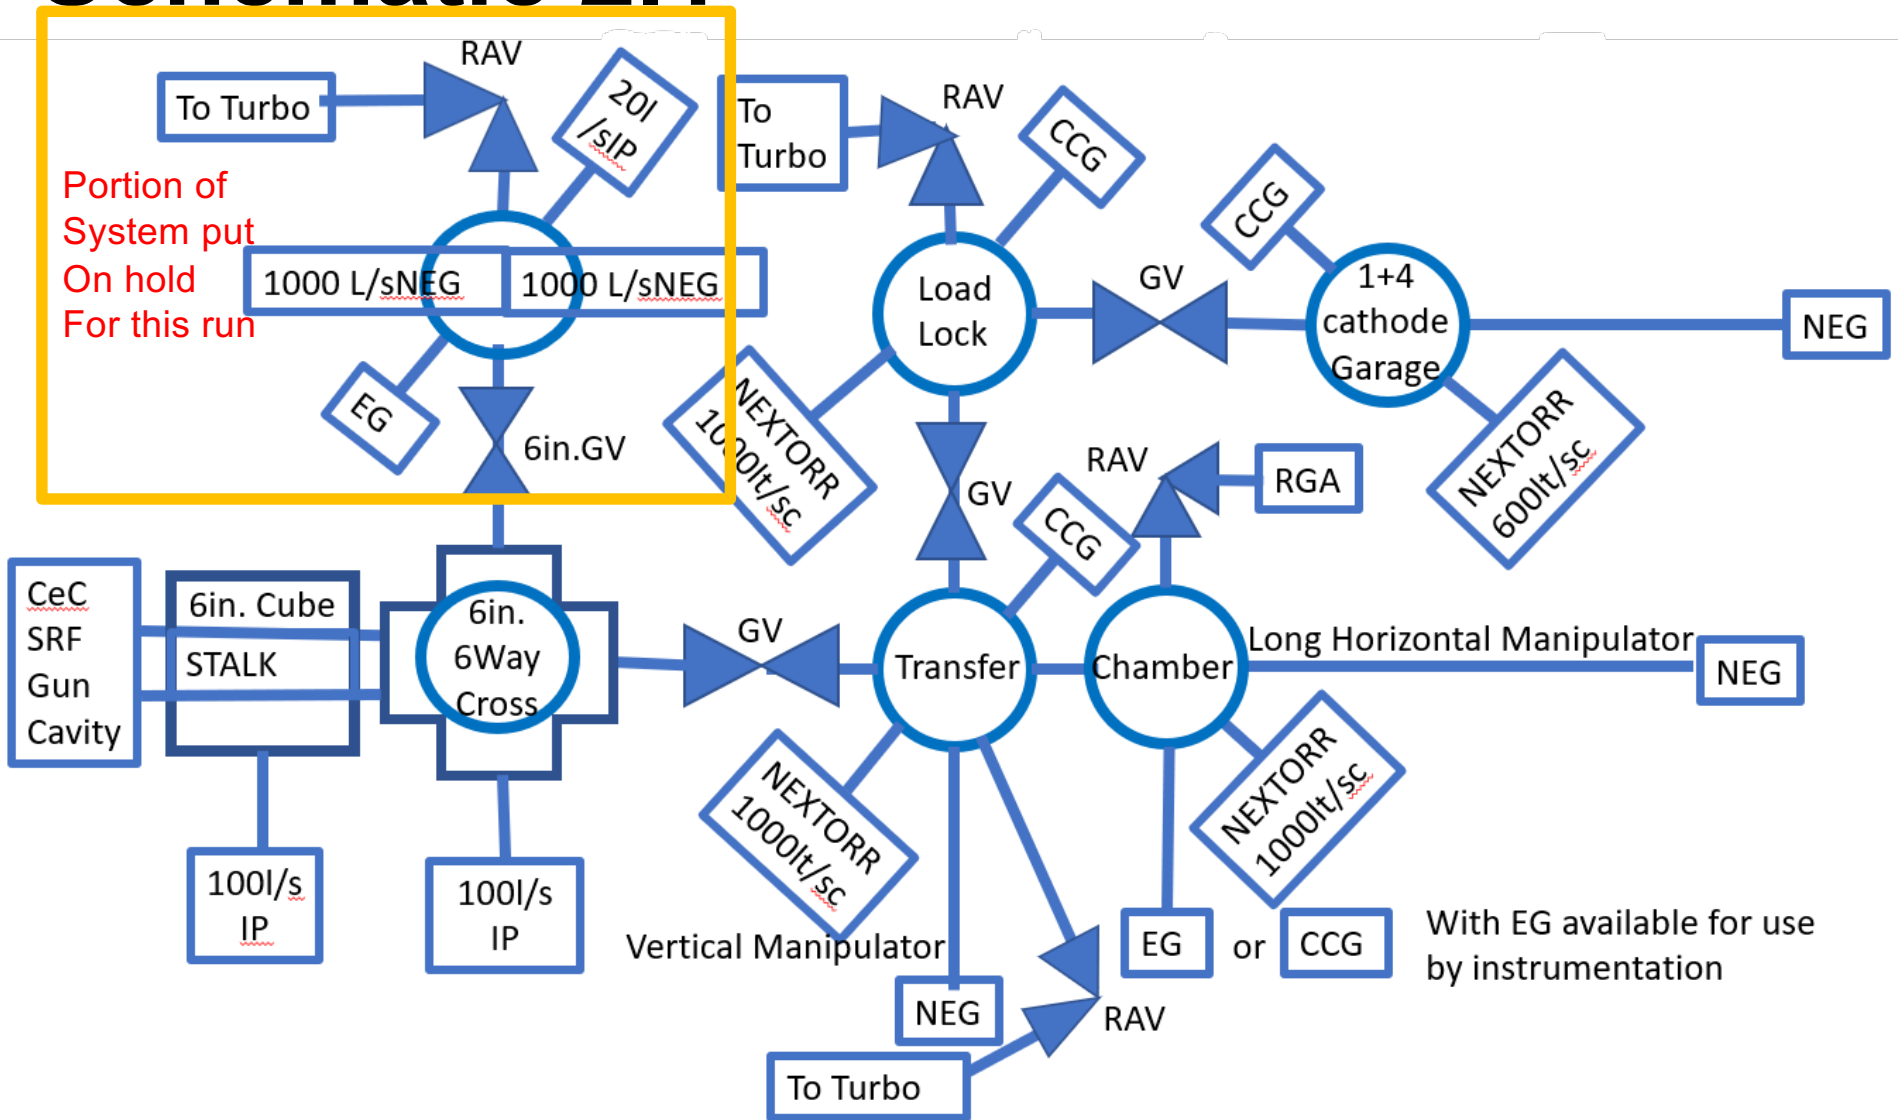 RAV
To Turbo
20l
/sIP
Portion of
System put
On hold
For this run
1000 L/sNEG
1000 L/sNEG
EG
6in.GV
To
Turbo
RAV
CCG
CCG
Load
Lock
GV
1+4
cathode
Garage
NEG
NEXTORR
1000lt/sc
NEXTORR
600lt/sc
GV
RAV
RGA
CCG
CeC
SRF
Gun
Cavity
6in. Cube
STALK
6in.
6Way
Cross
GV
Transfer
Chamber
Long Horizontal Manipulator
NEG
NEXTORR
1000lt/sc
NEXTORR
1000lt/sc
100l/s
IP
100l/s
IP
Vertical Manipulator
NEG
EG
or
CCG
With EG available for use
by instrumentation
RAV
To Turbo